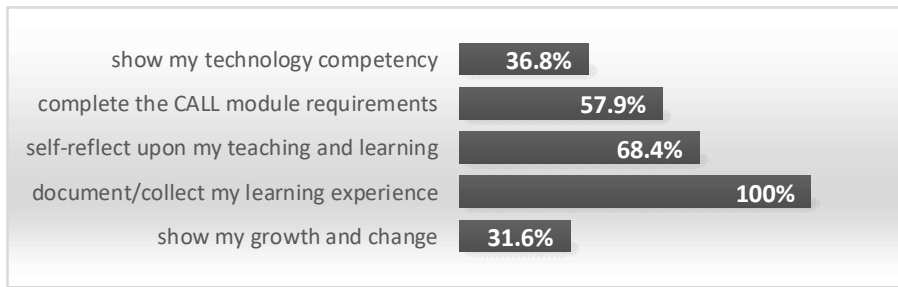 show my technology competency 36.8%
complete the CALL module requirements 57.9%
self-reflect upon my teaching and learning 68.4%
document/collect my learning experience 100%
show my growth and change 31.6%